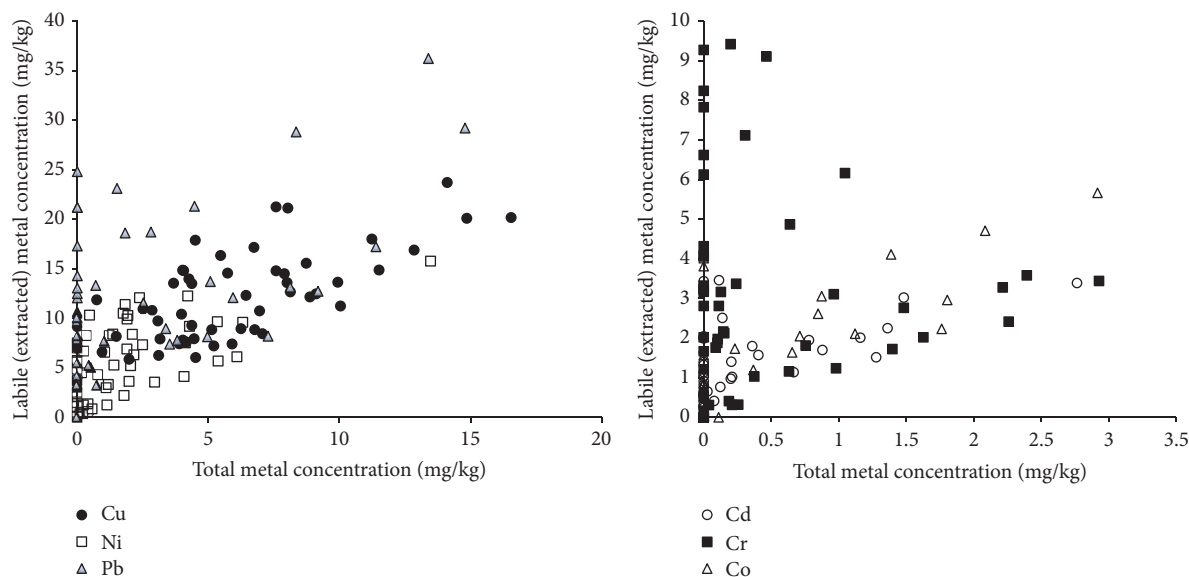 Labile (extracted) metal concentration (mg/kg)
40
35
30
25
20
15
10
5
0
0 5 10 15 20
Total metal concentration (mg/kg)
Cu
Ni
Pb
Labile (extracted) metal concentration (mg/kg)
10
9
8
7
6
5
4
3
2
1
0
0 0.5 1 1.5 2 2.5 3 3.5
Total metal concentration (mg/kg)
Cd
Cr
Co